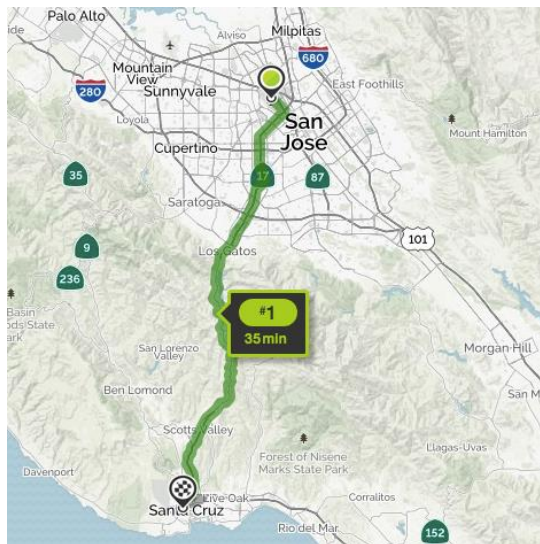 Palo Alto
Alviso
Milpitas
680
Mountain
View
280
Sunnyvale
East Foothills
Loyola
San
Jose
Mount Hamilton
Cupertino
35
17
87
Saratoga
101
9
Los Gatos
236
#1
35 min
Basin
ods State
ark
San Lorenzo
Valley
Morgan Hill
Ben Lomond
San M
Scotts Valley
Llagas-Uvas
Forest of Nisene
Marks State Park
Davenport
Live Oak
Corralitos
Santa Cruz
Rio del Mar
152